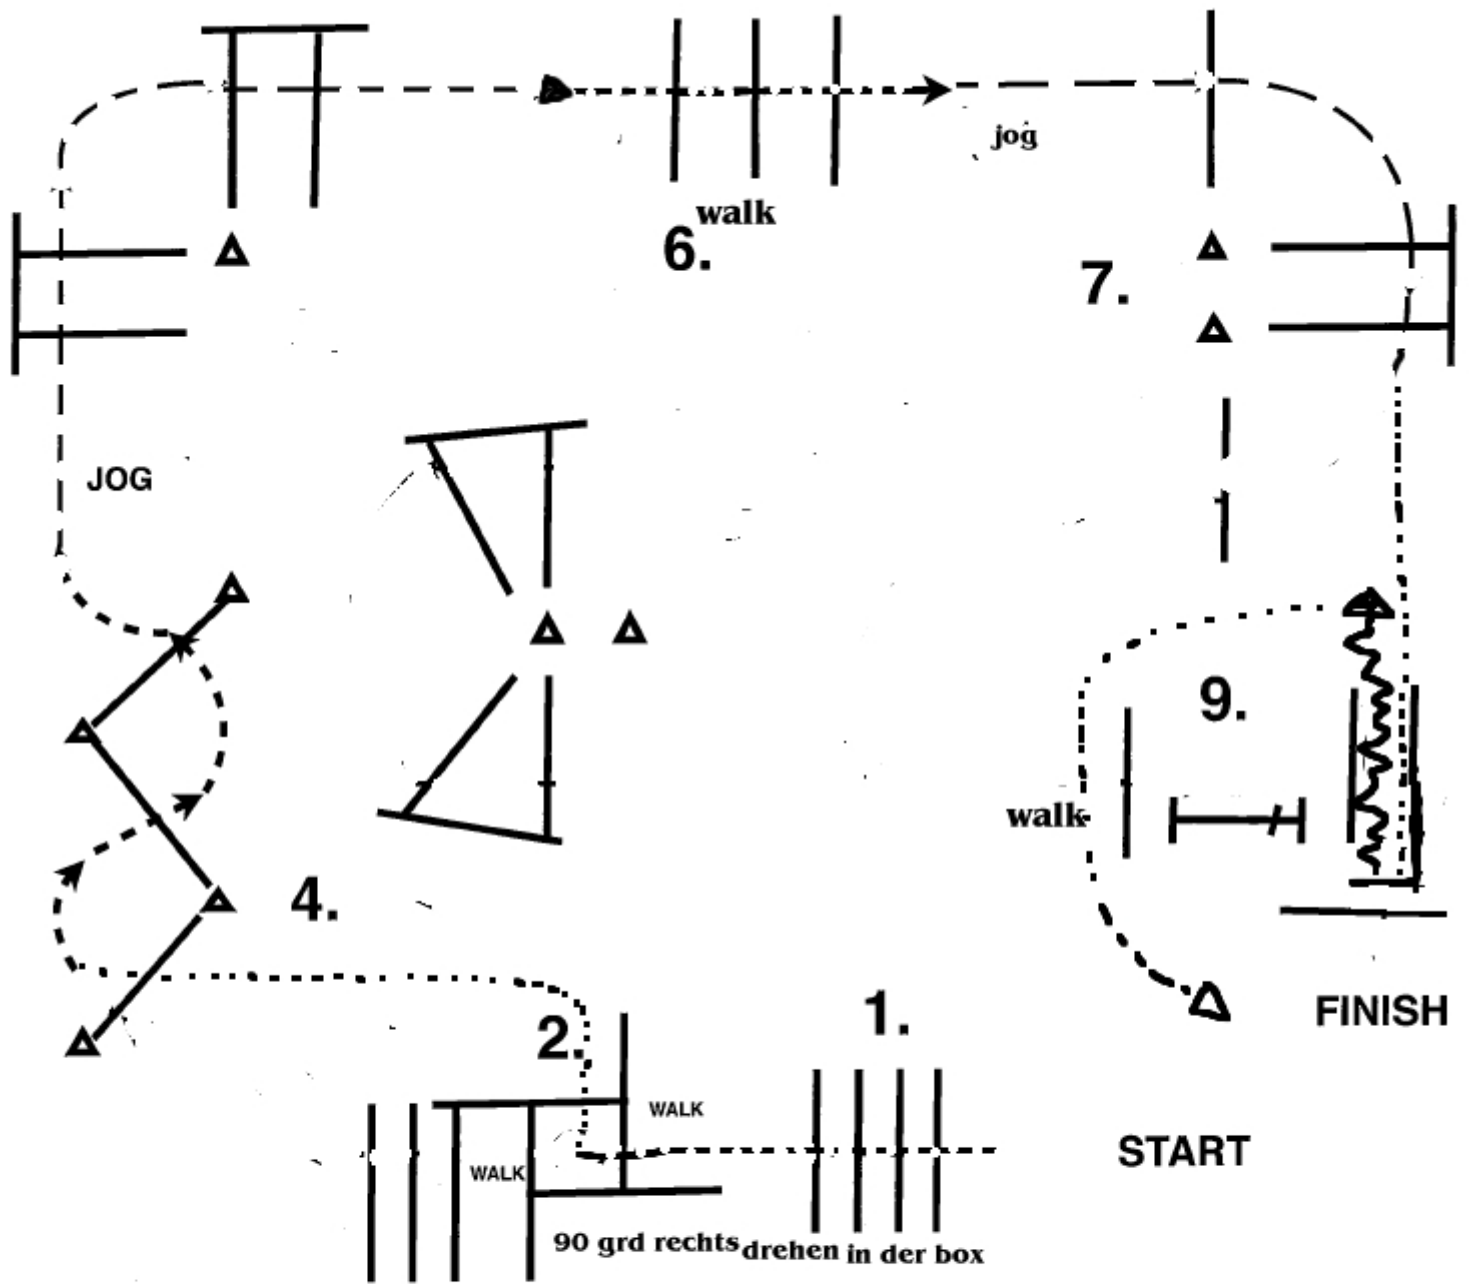 jog
walk
6.
7.
JOG
9.
walk
4.
1.
FINISH
2.
WALK
START
WALK
90 grd rechts drehen in der box